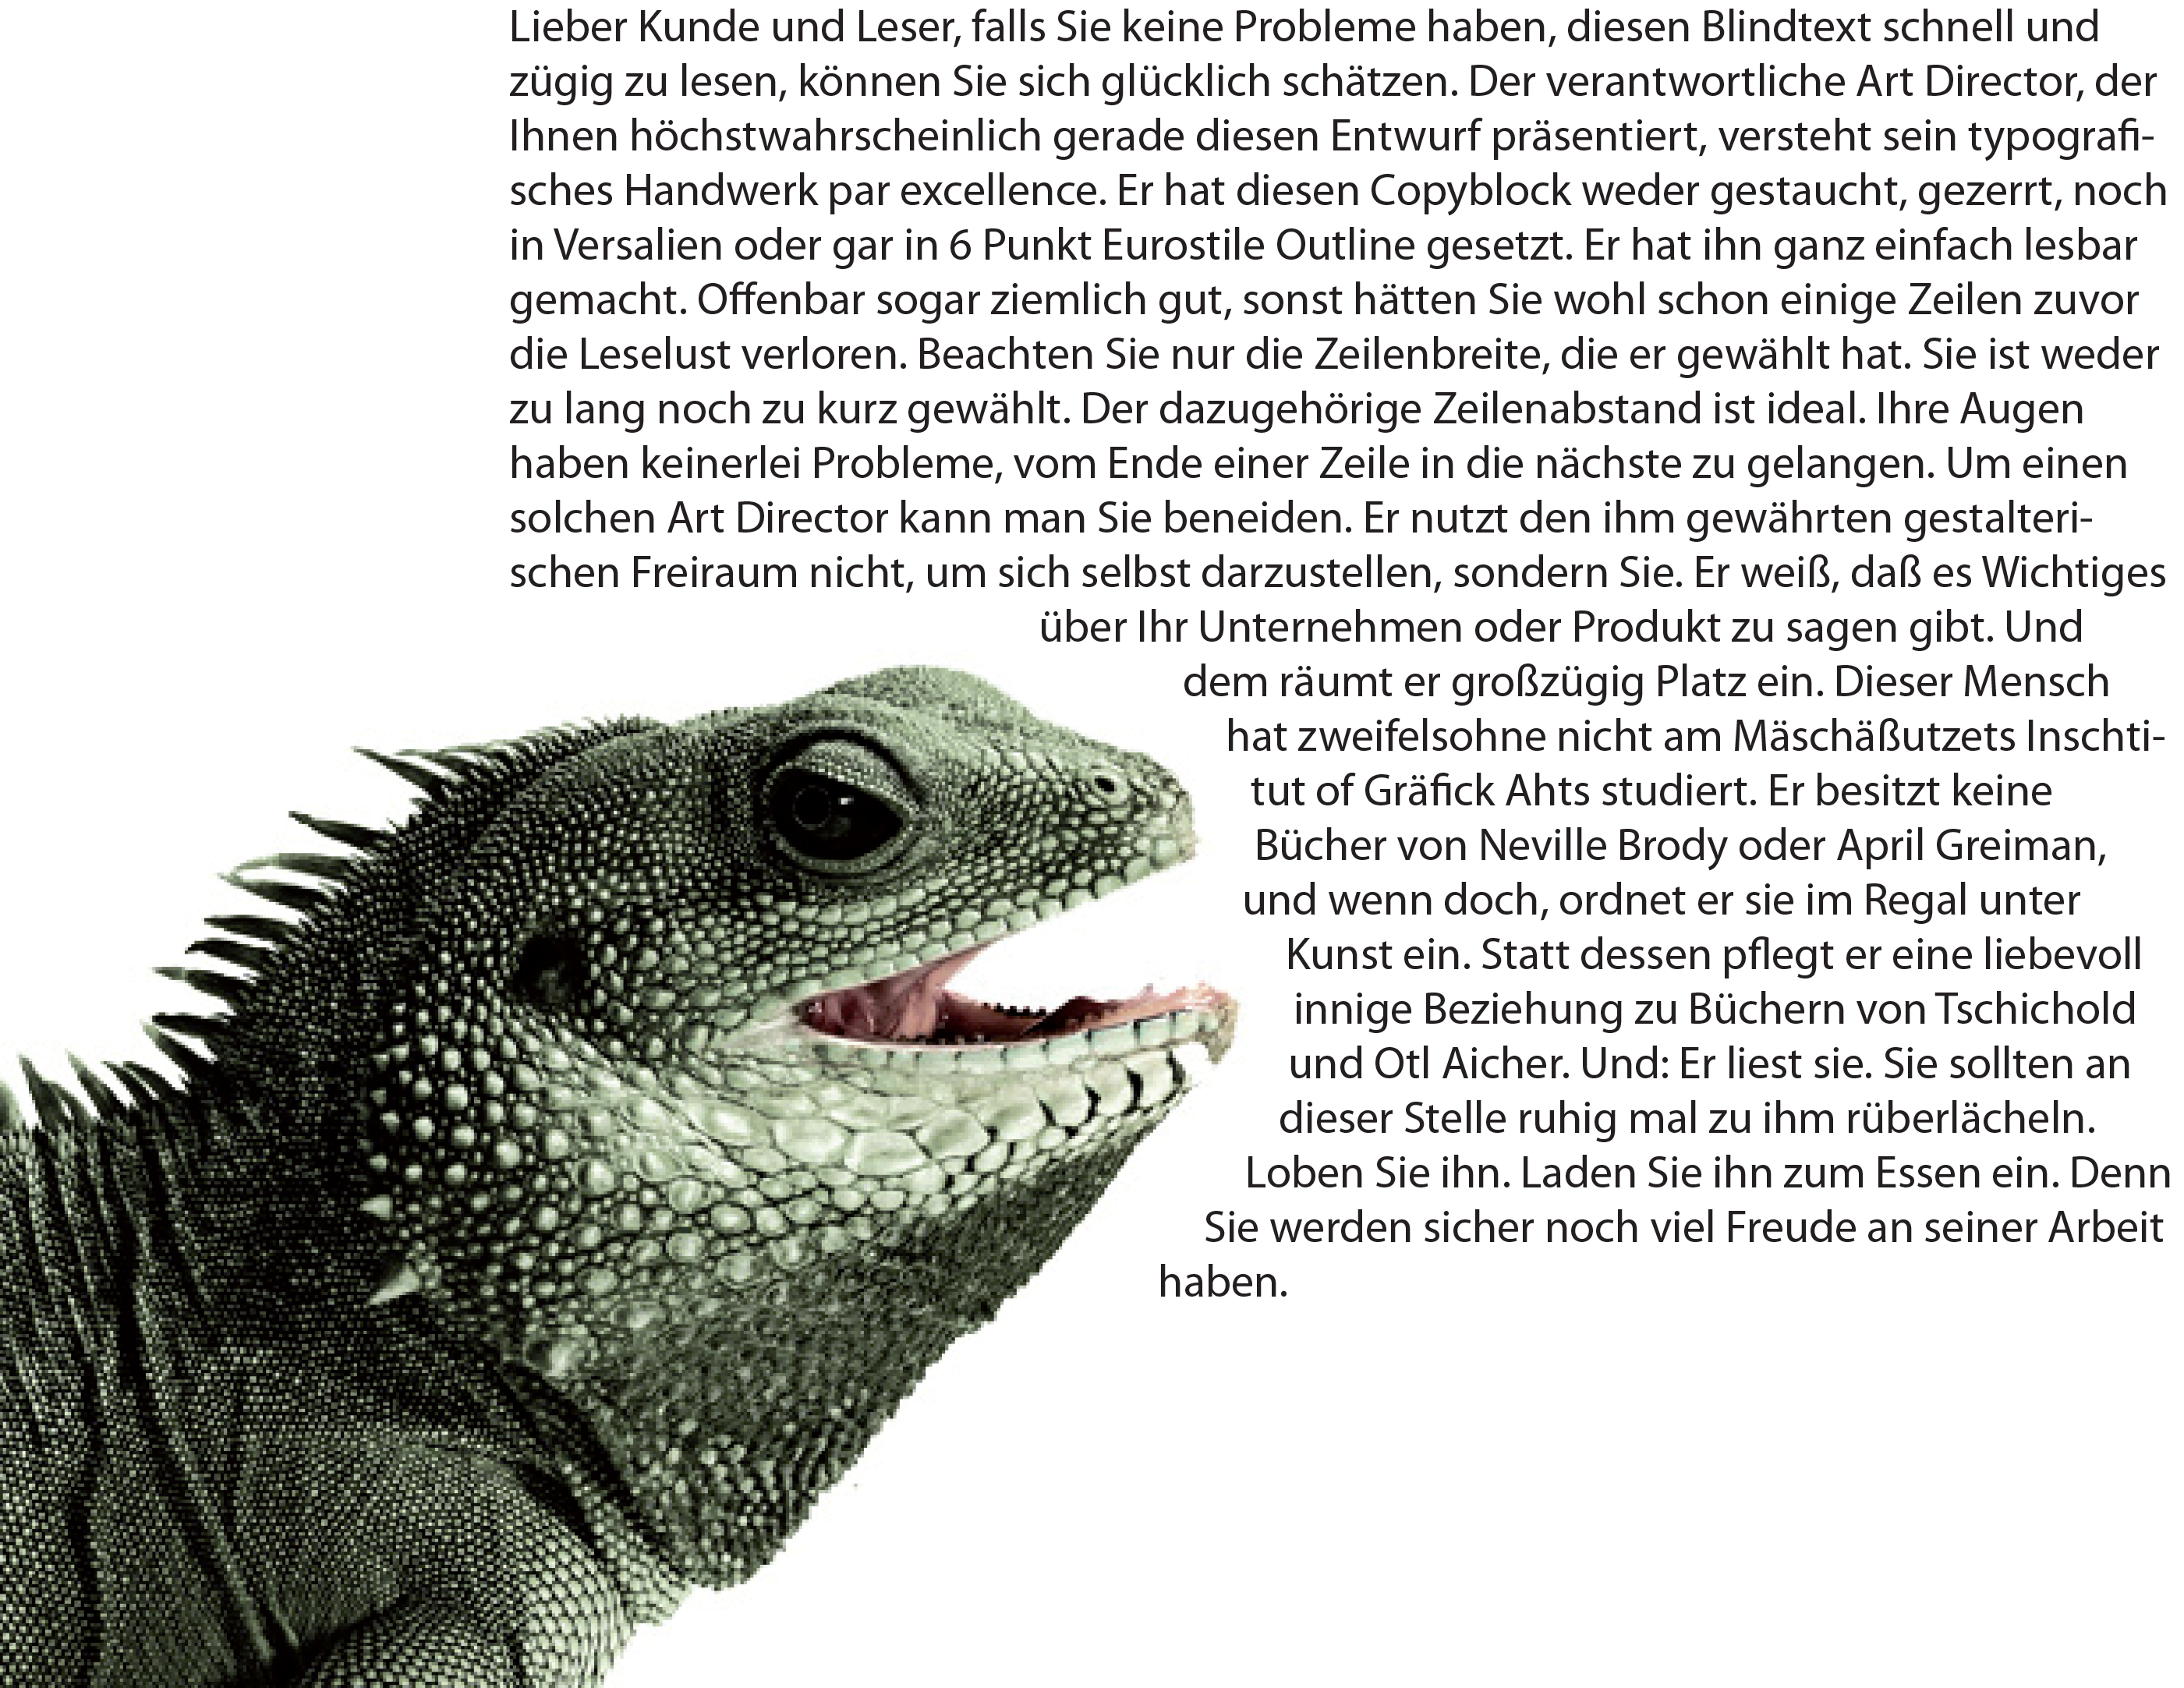 Lieber Kunde und Leser, falls Sie keine Probleme haben, diesen Blindtext schnell und
zügig zu lesen, können Sie sich glücklich schätzen. Der verantwortliche Art Director, der
Ihnen höchstwahrscheinlich gerade diesen Entwurf präsentiert, versteht sein typografi-
sches Handwerk par excellence. Er hat diesen Copyblock weder gestaucht, gezerrt, noch
in Versalien oder gar in 6 Punkt Eurostile Outline gesetzt. Er hat ihn ganz einfach lesbar
gemacht. Offenbar sogar ziemlich gut, sonst hätten Sie wohl schon einige Zeilen zuvor
die Leselust verloren. Beachten Sie nur die Zeilenbreite, die er gewählt hat. Sie ist weder
zu lang noch zu kurz gewählt. Der dazugehörige Zeilenabstand ist ideal. Ihre Augen
haben keinerlei Probleme, vom Ende einer Zeile in die nächste zu gelangen. Um einen
solchen Art Director kann man Sie beneiden. Er nutzt den ihm gewährten gestalteri-
schen Freiraum nicht, um sich selbst darzustellen, sondern Sie. Er weiß, daß es Wichtiges
über Ihr Unternehmen oder Produkt zu sagen gibt. Und
dem räumt er großzügig Platz ein. Dieser Mensch
hat zweifelsohne nicht am Mäschäßutzets Inschti-
tut of Gräfick Ahts studiert. Er besitzt keine
Bücher von Neville Brody oder April Greiman,
und wenn doch, ordnet er sie im Regal unter
Kunst ein. Statt dessen pflegt er eine liebevoll
innige Beziehung zu Büchern von Tschichold
und Otl Aicher. Und: Er liest sie. Sie sollten an
dieser Stelle ruhig mal zu ihm rüberlächeln.
Loben Sie ihn. Laden Sie ihn zum Essen ein. Denn
Sie werden sicher noch viel Freude an seiner Arbeit
haben.